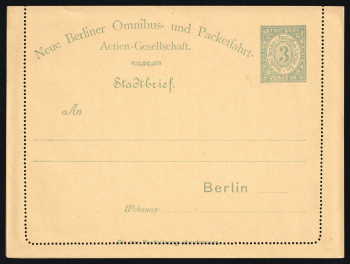 Neue Berliner Omnibus- und Packetfahrt-
Actien-Gesellschaft.
Stadtbrief.
3
An
Berlin
Wohnung: